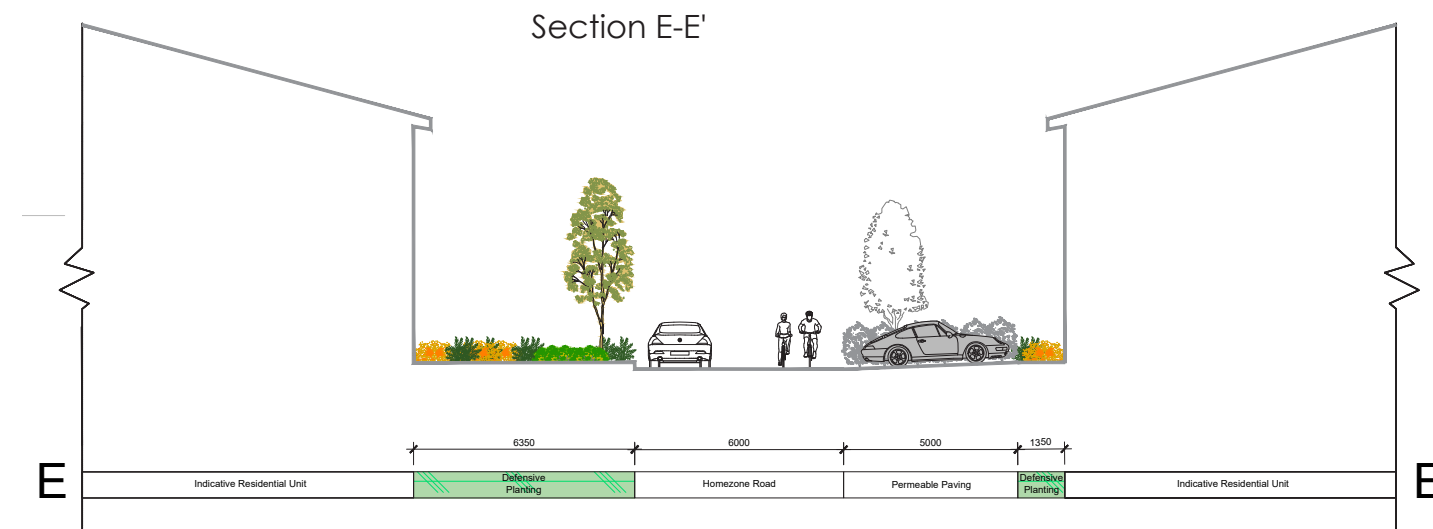 Section E-E'
6350
6000
5000
1350
E
Indicative Residential Unit
Defensive
Planting
Homezone Road
Permeable Paving
Defensive
Planting
Indicative Residential Unit
E